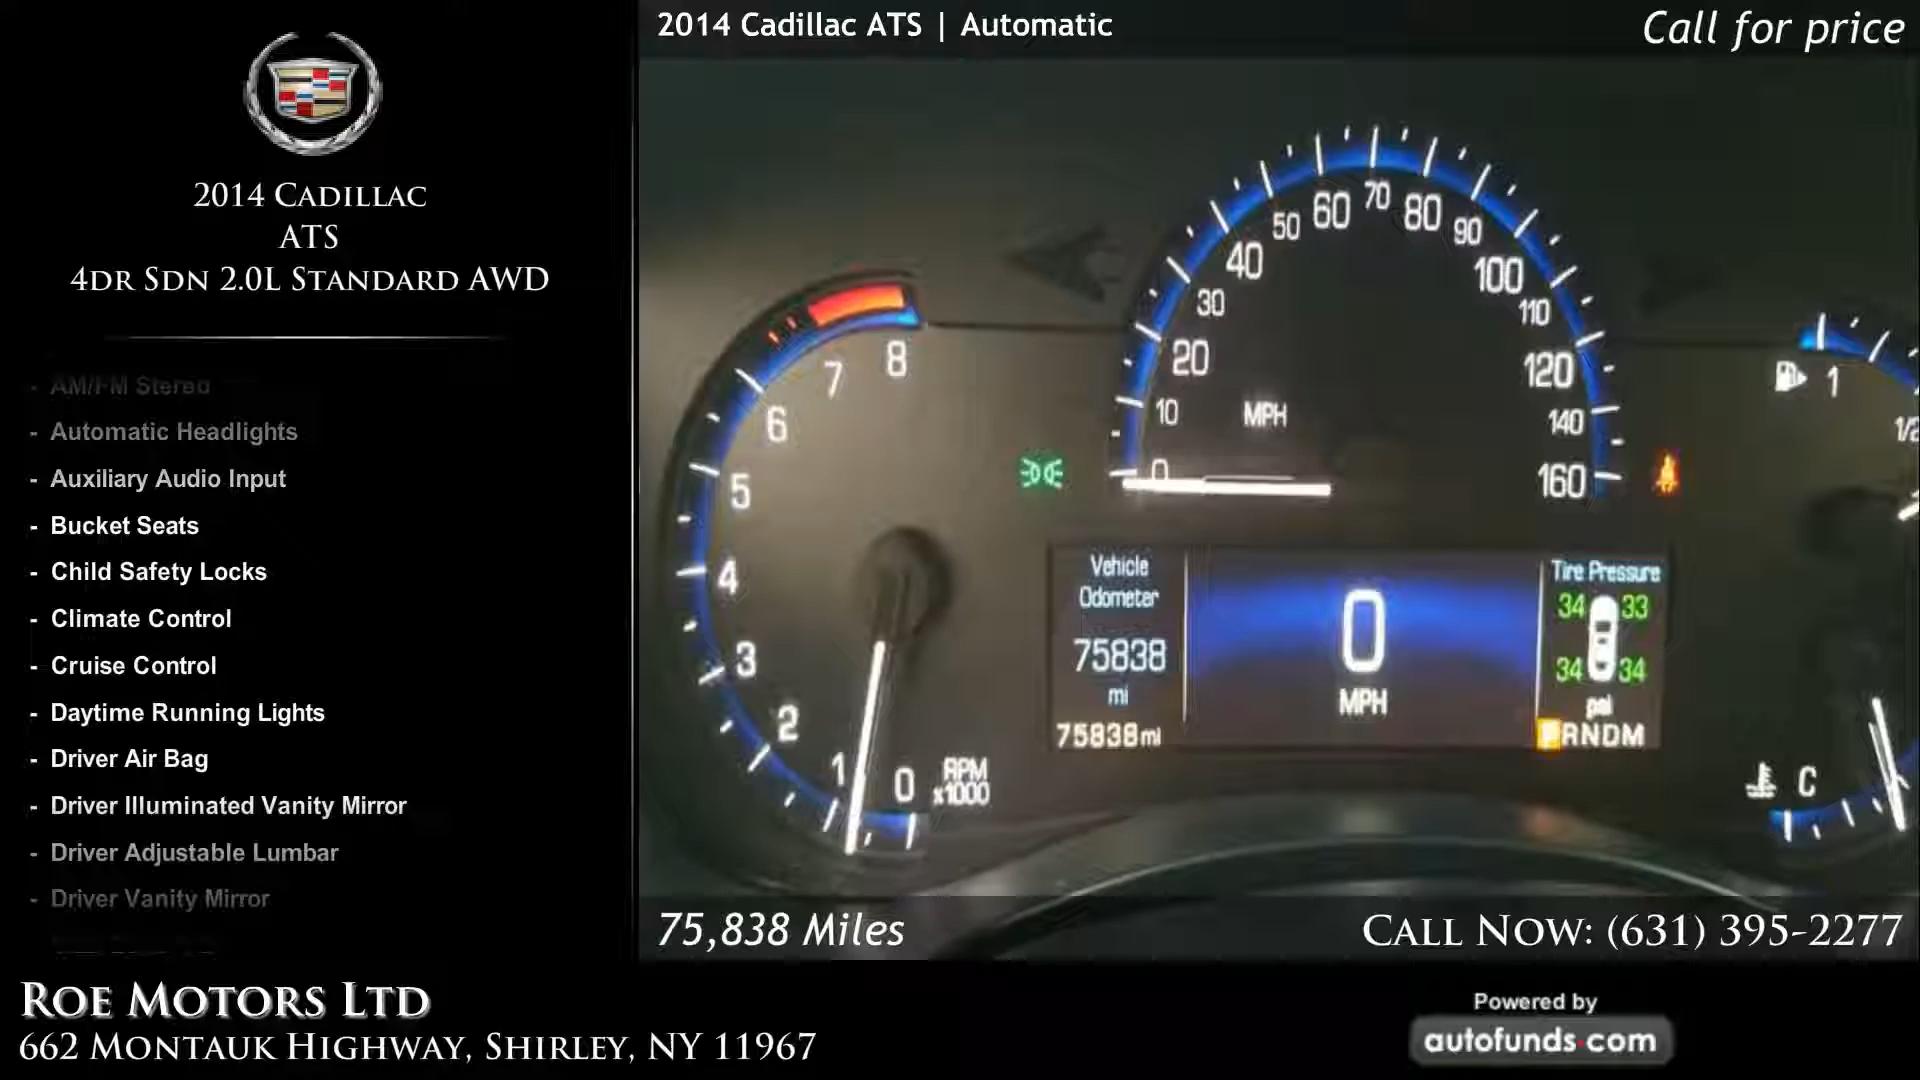 2014 Cadillac ATS | Automatic
Call for price
2014 CADILLAC
ATS
4DR SDN 2.0L STANDARD AWD
- AM/FM Stereo
- Automatic Headlights
- Auxiliary Audio Input
- Bucket Seats
- Child Safety Locks
- Climate Control
- Cruise Control
- Daytime Running Lights
- Driver Air Bag
- Driver Illuminated Vanity Mirror
- Driver Adjustable Lumbar
- Driver Vanity Mirror
0 1 2 3 4 5 6 7 8
RPM
x1000
0 10 20 30 40 50 60 70 80 90 100 110 120 140 160
MPH
1
1/2
Vehicle
Odometer
75838
mi
75838mi
0
MPH
Tire Pressure
34 33
34 34
psi
PRNDM
C
75,838 Miles
CALL NOW: (631) 395-2277
ROE MOTORS LTD
662 MONTAUK HIGHWAY, SHIRLEY, NY 11967
Powered by
autofunds.com